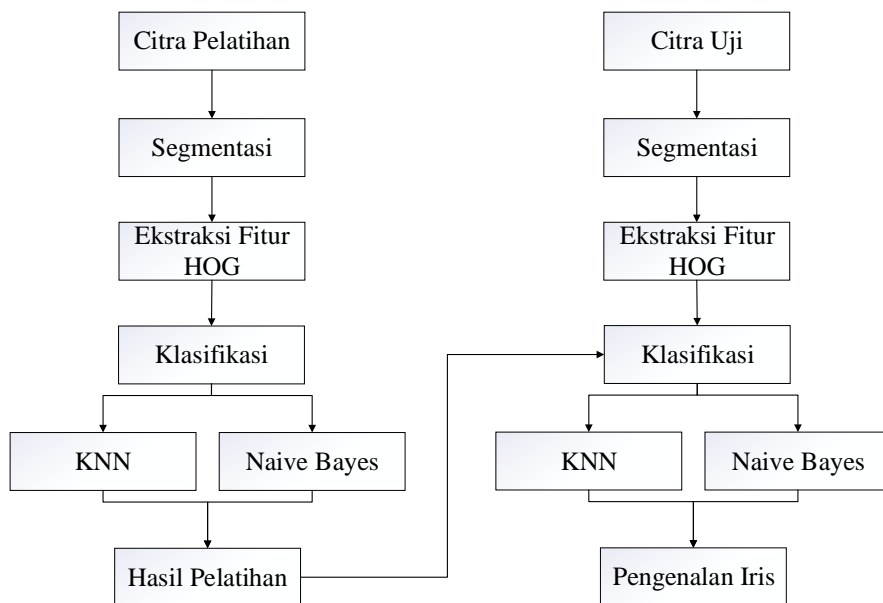 Citra Pelatihan
Segmentasi
Ekstraksi Fitur
HOG
Klasifikasi
KNN
Naive Bayes
Hasil Pelatihan
Citra Uji
Segmentasi
Ekstraksi Fitur
HOG
Klasifikasi
KNN
Naive Bayes
Pengenalan Iris